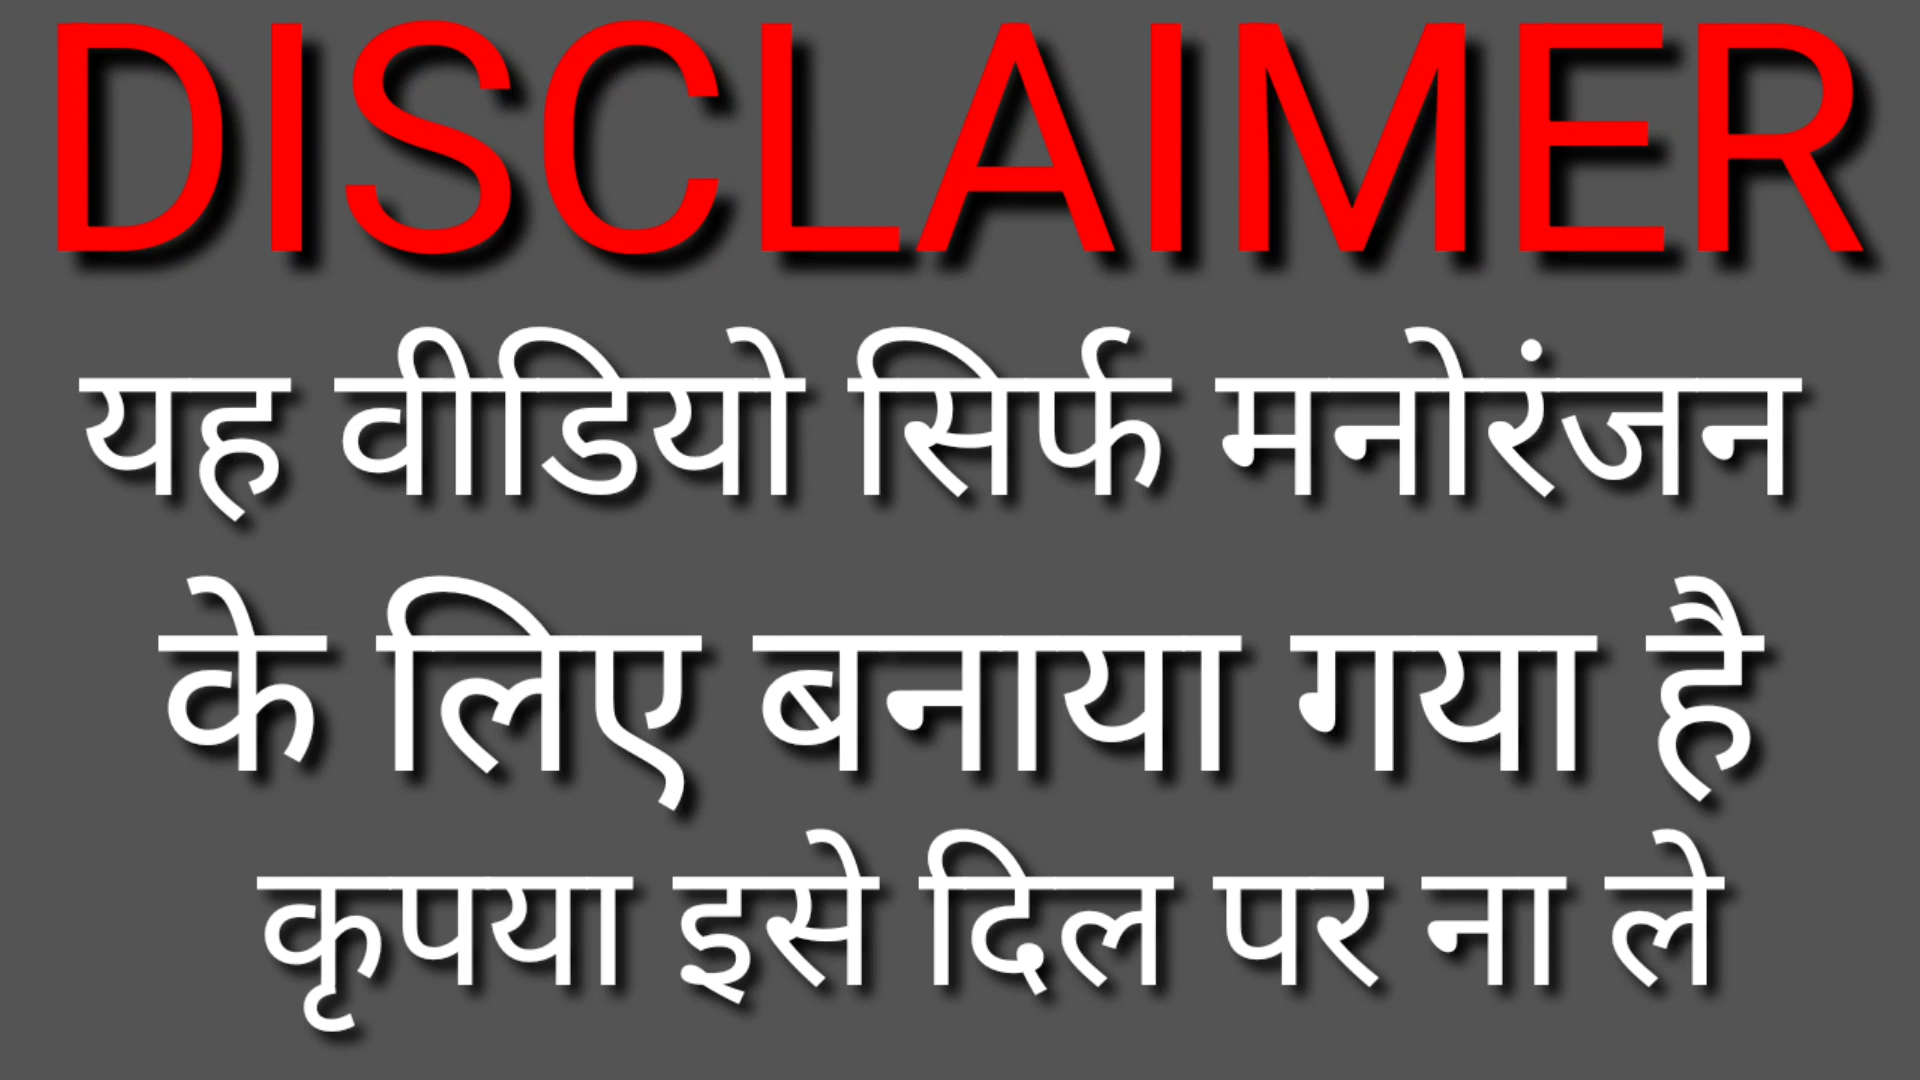 DISCLAIMER
यह वीडियो सिर्फ मनोरंजन
के लिए बनाया गया है
कृपया इसे दिल पर ना ले